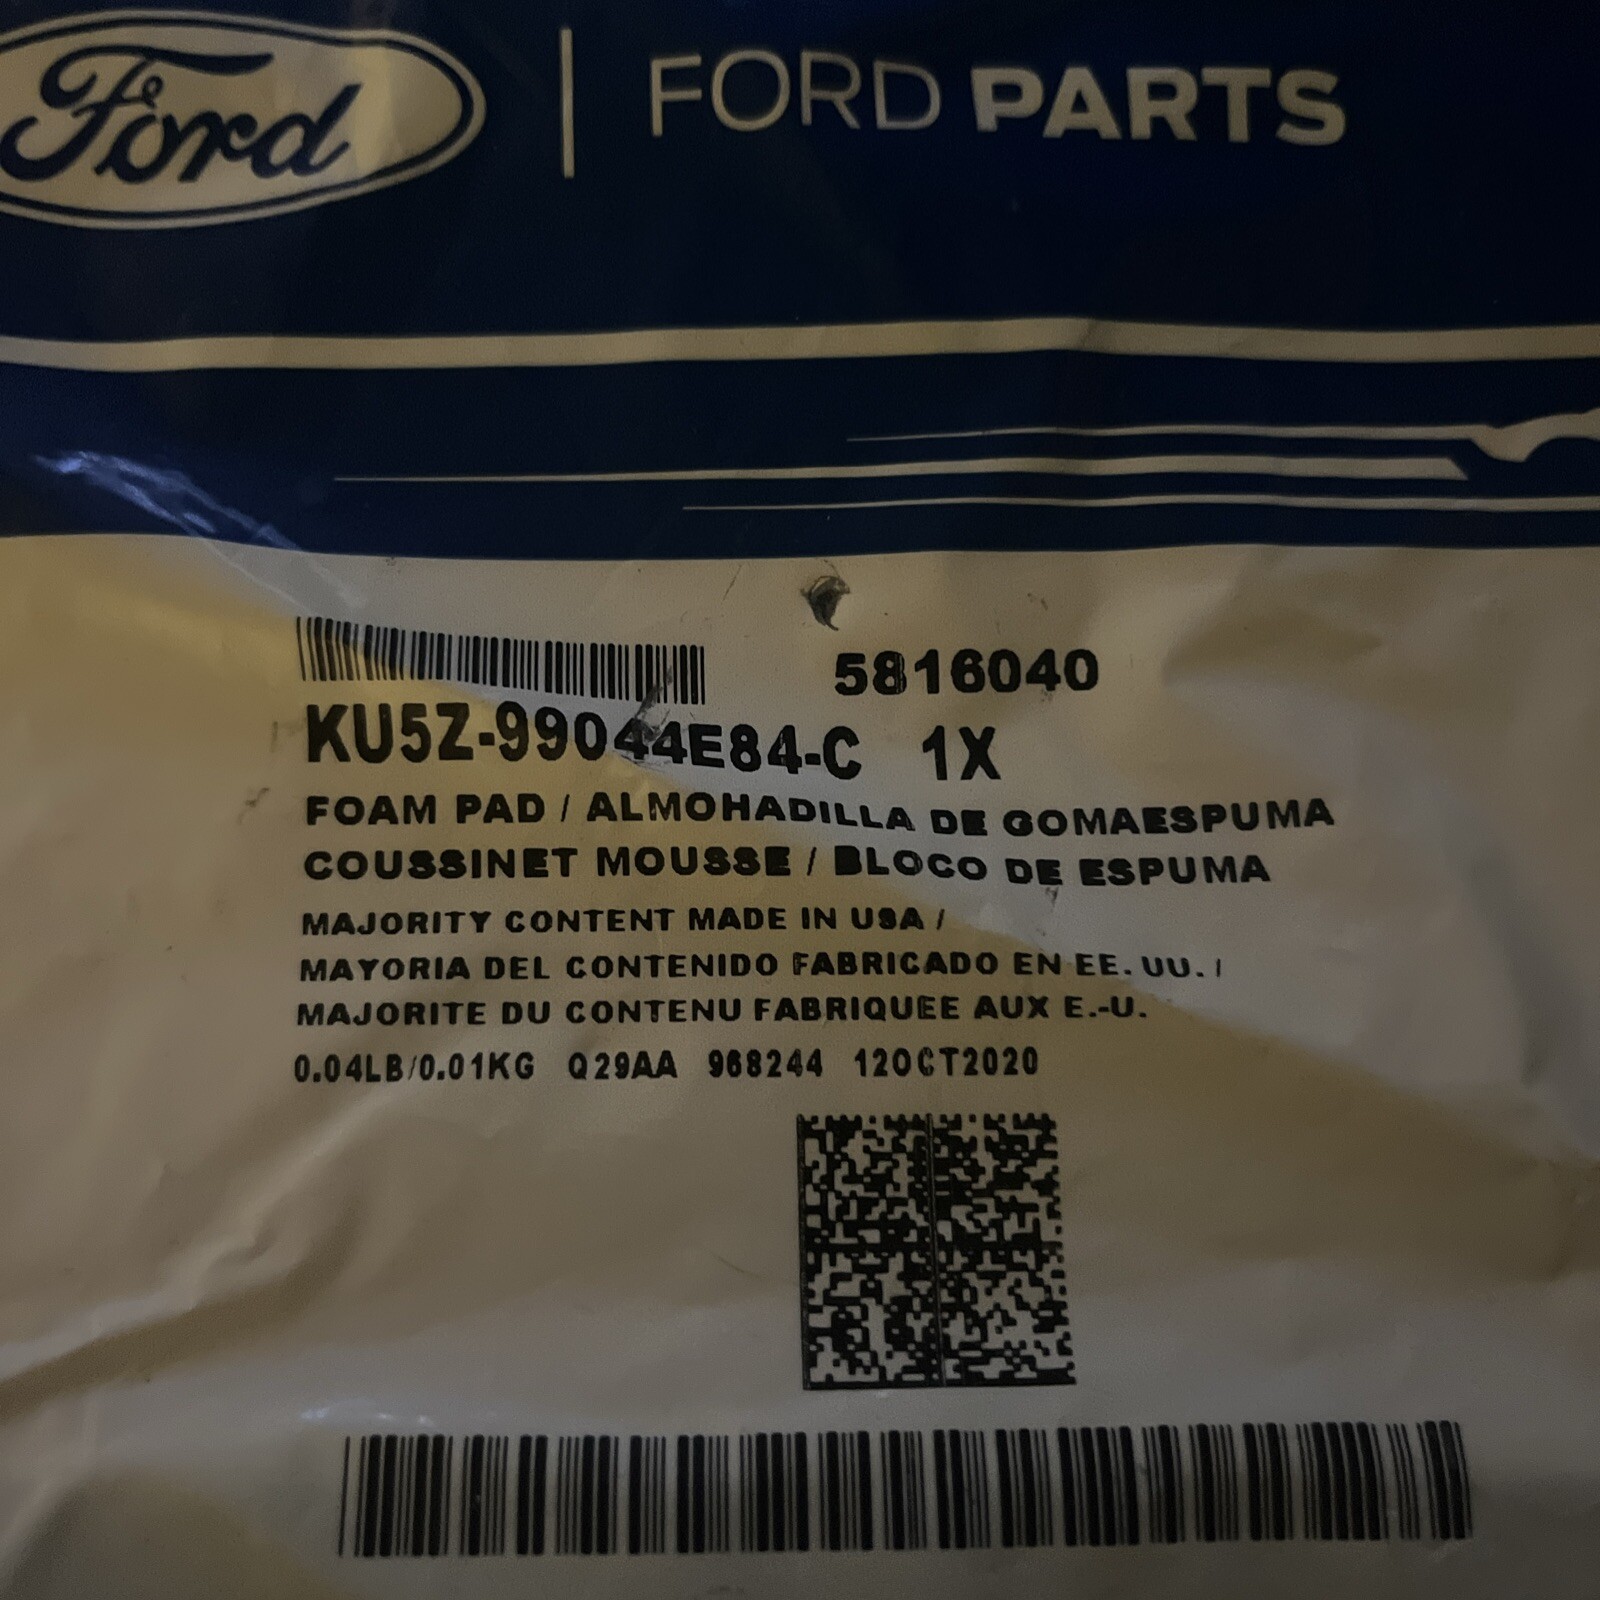 Ford | FORD PARTS
5816040
KU5Z-99044E84-C 1X
FOAM PAD / ALMOHADILLA DE GOMAESPUMA
COUSSINET MOUSSE / BLOCO DE ESPUMA
MAJORITY CONTENT MADE IN USA /
MAYORIA DEL CONTENIDO FABRICADO EN EE. UU. /
MAJORITE DU CONTENU FABRIQUEE AUX E.-U.
0.04LB/0.01KG Q29AA 968244 12OCT2020